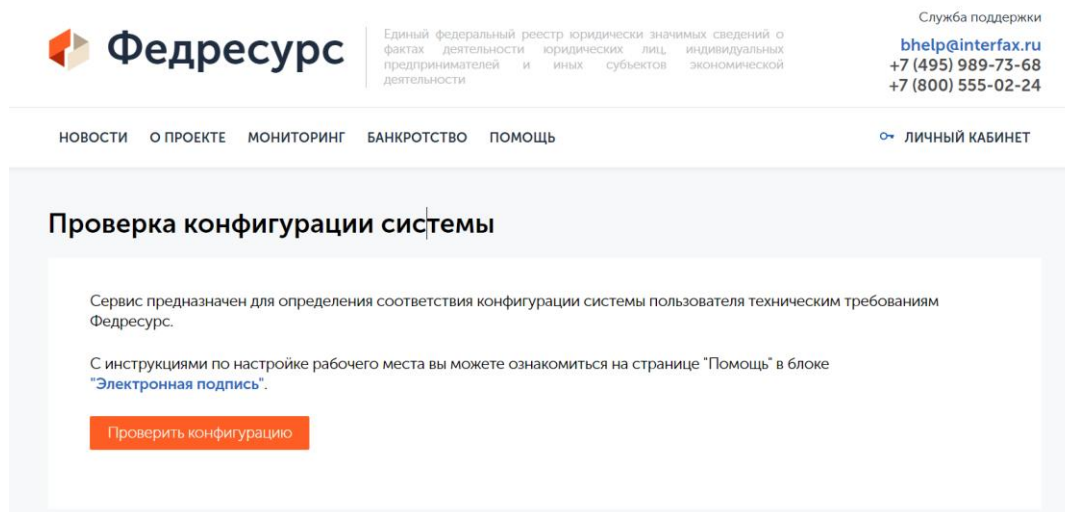 Служба поддержки
Федресурс
Единый федеральный реестр юридически значимых сведений о
фактах деятельности юридических лиц, индивидуальных
предпринимателей и иных субъектов экономической
деятельности
bhelp@interfax.ru
+7 (495) 989-73-68
+7 (800) 555-02-24
НОВОСТИ О ПРОЕКТЕ МОНИТОРИНГ БАНКРОТСТВО ПОМОЩЬ ЛИЧНЫЙ КАБИНЕТ
Проверка конфигурации системы
Сервис предназначен для определения соответствия конфигурации системы пользователя техническим требованиям
Федресурс.
С инструкциями по настройке рабочего места вы можете ознакомиться на странице "Помощь" в блоке
"Электронная подпись".
Проверить конфигурацию